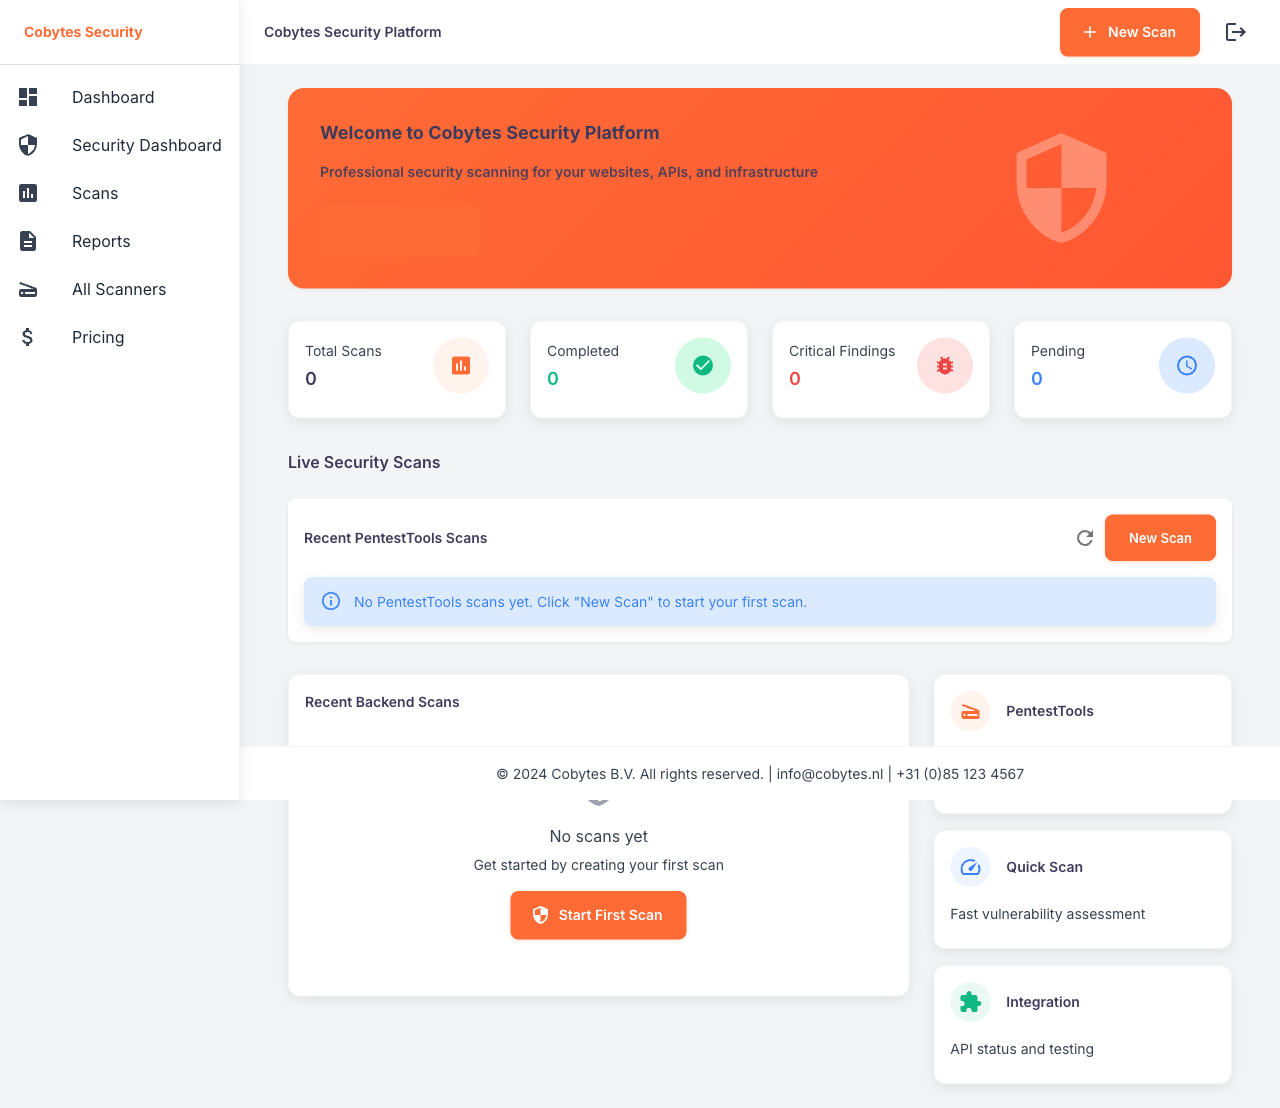 Cobytes Security
Cobytes Security Platform
New Scan
Dashboard
Security Dashboard
Scans
Reports
All Scanners
Pricing
Welcome to Cobytes Security Platform
Professional security scanning for your websites, APIs, and infrastructure
Total Scans
0
Completed
0
Critical Findings
0
Pending
0
Live Security Scans
Recent PentestTools Scans
New Scan
No PentestTools scans yet. Click "New Scan" to start your first scan.
Recent Backend Scans
PentestTools
© 2024 Cobytes B.V. All rights reserved. | info@cobytes.nl | +31 (0)85 123 4567
No scans yet
Get started by creating your first scan
Start First Scan
Quick Scan
Fast vulnerability assessment
Integration
API status and testing